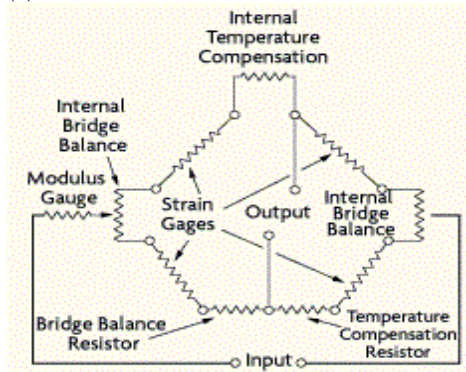 Internal
Temperature
Compensation
Internal
Bridge
Balance
Modulus
Gauge
Strain
Gages
Output
Internal
Bridge
Balance
Bridge Balance
Resistor
Temperature
Compensation
Resistor
Input